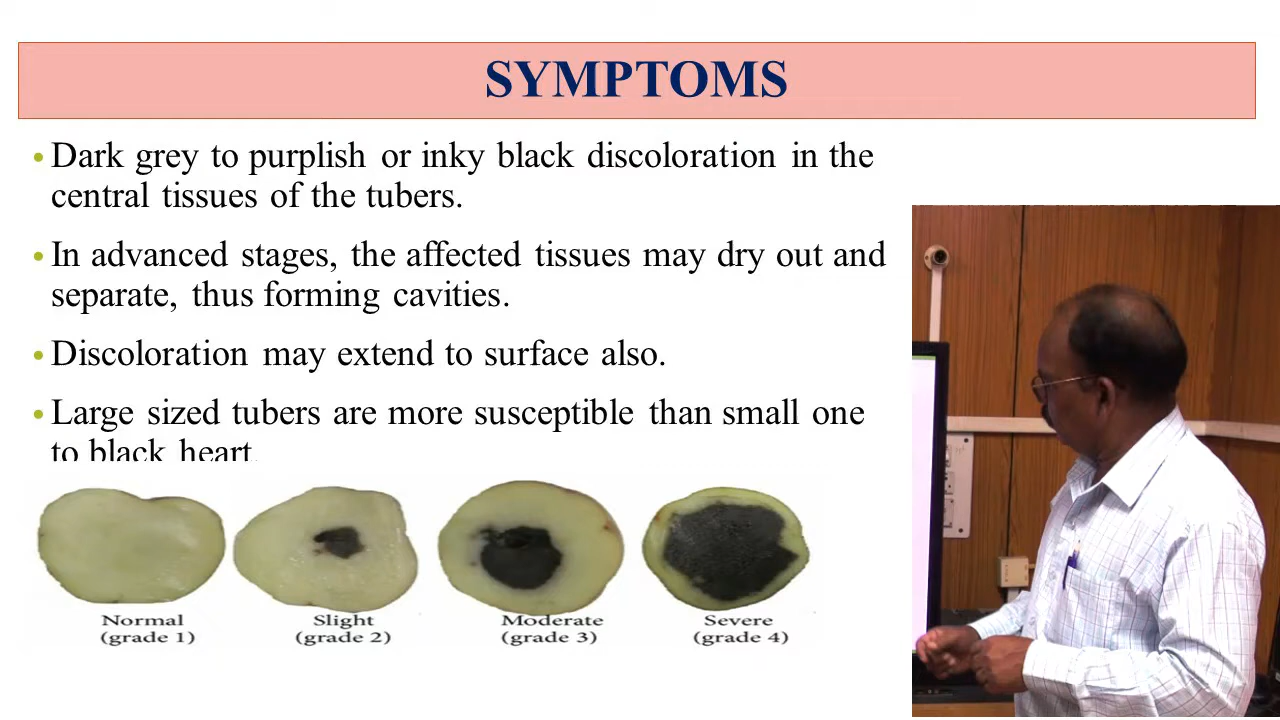 SYMPTOMS
• Dark grey to purplish or inky black discoloration in the
central tissues of the tubers.
• In advanced stages, the affected tissues may dry out and
separate, thus forming cavities.
• Discoloration may extend to surface also.
• Large sized tubers are more susceptible than small one
to black heart.
Normal (grade 1)
Slight (grade 2)
Moderate (grade 3)
Severe (grade 4)